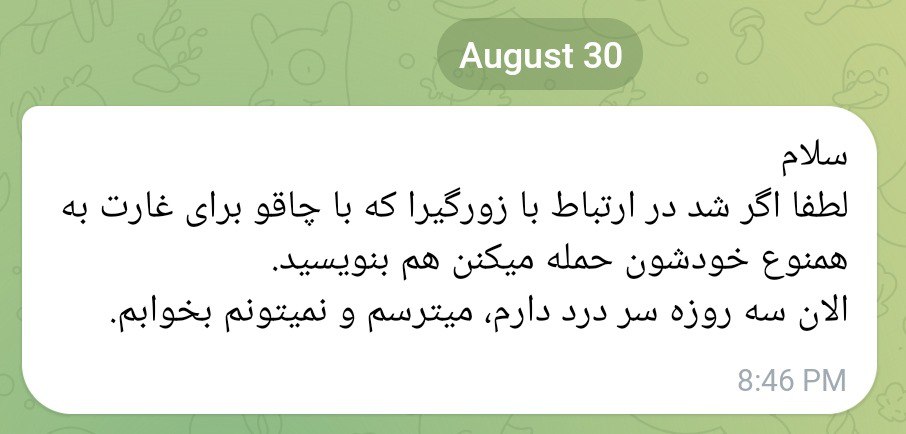 August 30
سلام
لطفا اگر شد در ارتباط با زورگیرا که با چاقو برای غارت به
همنوع خودشون حمله میکنن هم بنویسید.
الان سه روزه سر درد دارم، میترسم و نمیتونم بخوابم.
8:46 PM